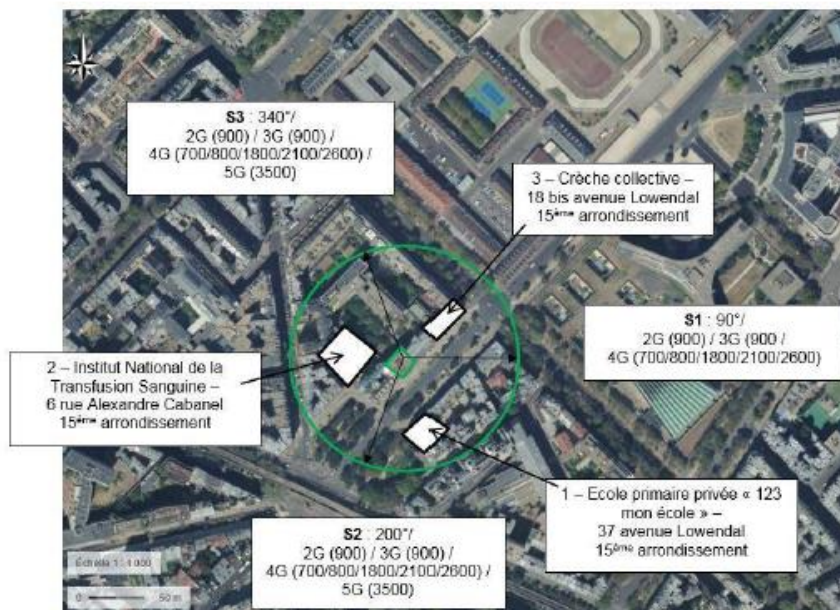 S3 : 340°/
2G (900) / 3G (900) /
4G (700/800/1800/2100/2600) /
5G (3500)
3 – Crèche collective –
18 bis avenue Lowendal
15ème arrondissement
S1 : 90°/
2G (900) / 3G (900 /
4G (700/800/1800/2100/2600)
2 – Institut National de la
Transfusion Sanguine –
6 rue Alexandre Cabanel
15ème arrondissement
1 – Ecole primaire privée « 123
mon école » –
37 avenue Lowendal
15ème arrondissement
S2 : 200°/
2G (900) / 3G (900) /
4G (700/800/1800/2100/2600) /
5G (3500)
Échelle 1 : 4 000
0 50 m